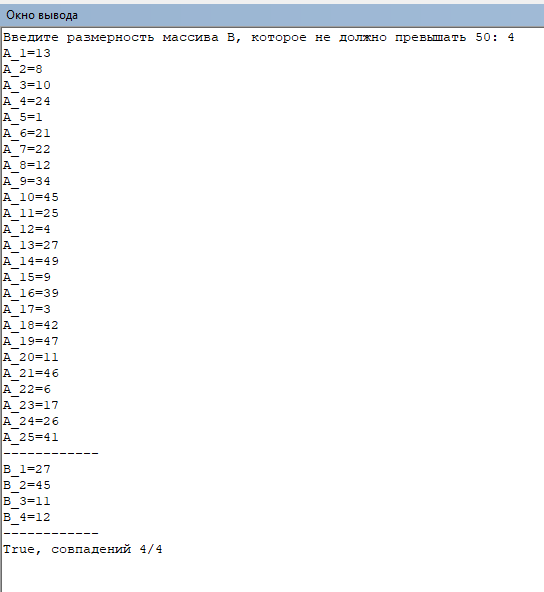 Окно вывода
Введите размерность массива B, которое не должно превышать 50: 4
A_1=13
A_2=8
A_3=10
A_4=24
A_5=1
A_6=21
A_7=22
A_8=12
A_9=34
A_10=45
A_11=25
A_12=4
A_13=27
A_14=49
A_15=9
A_16=39
A_17=3
A_18=42
A_19=47
A_20=11
A_21=46
A_22=6
A_23=17
A_24=26
A_25=41
------------
B_1=27
B_2=45
B_3=11
B_4=12
------------
True, совпадений 4/4